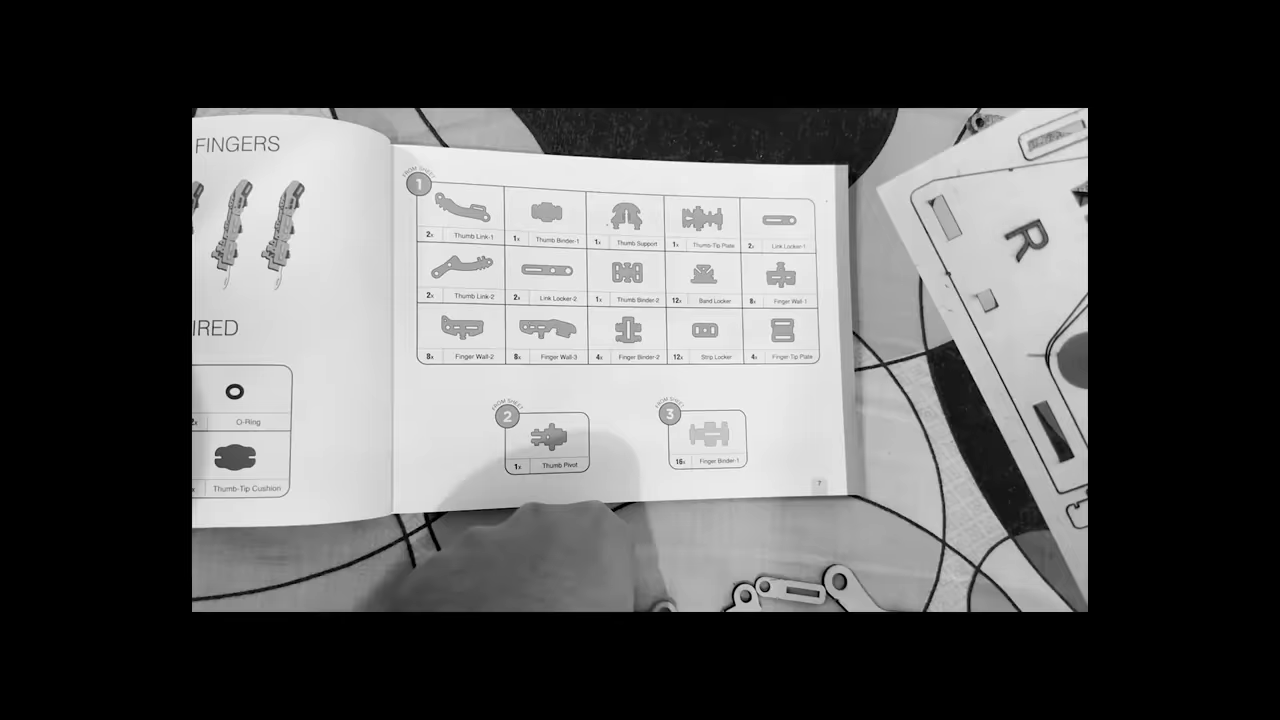 FINGERS
IRED
O-Ring
Thumb-Tip Cushion
FROM SHEET
1
2x Thumb Link-1
1x Thumb Binder-1
1x Thumb Support
1x Thumb-Tip Plate
2x Link Locker-1
2x Thumb Link-2
2x Link Locker-2
1x Thumb Binder-2
12x Band Locker
8x Finger Wall-1
8x Finger Wall-2
8x Finger Wall-3
4x Finger Binder-2
12x Strip Locker
4x Finger-Tip Plate
FROM SHEET
2
1x Thumb Pivot
FROM SHEET
3
16x Finger Binder-1
7
R